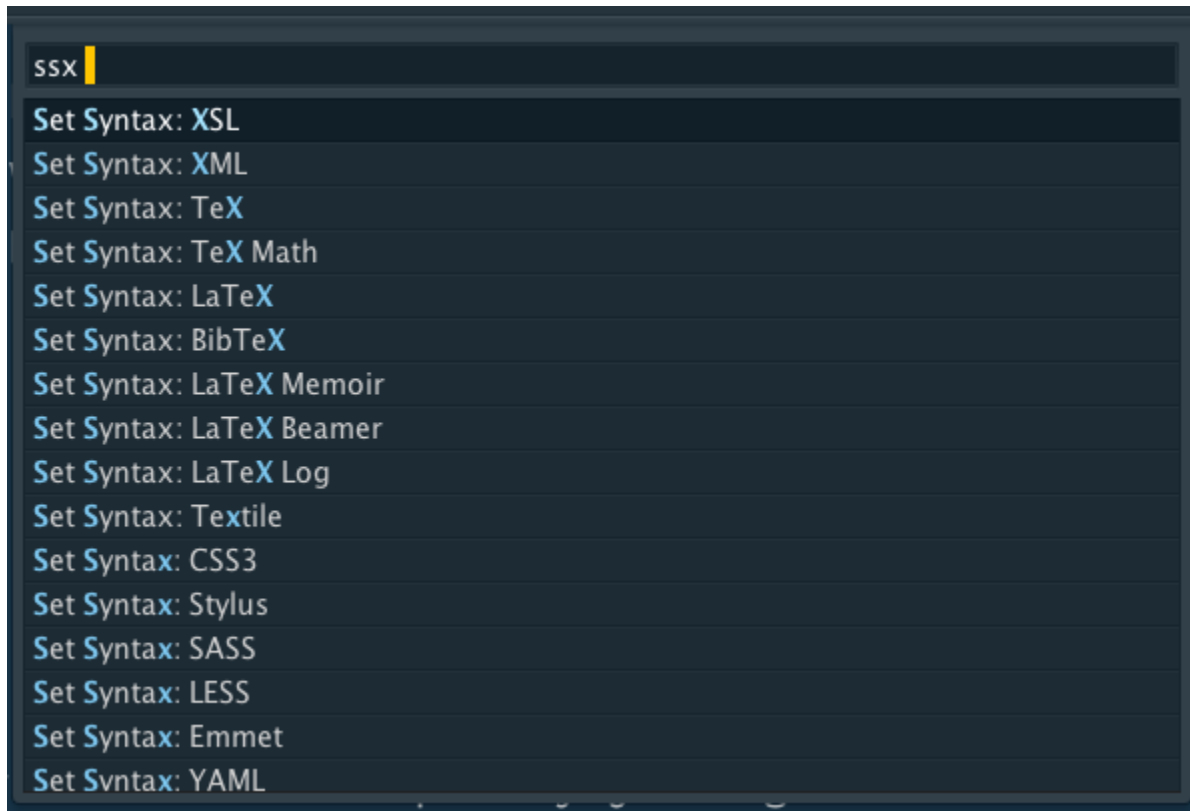 ssx
Set Syntax: XSL
Set Syntax: XML
Set Syntax: TeX
Set Syntax: TeX Math
Set Syntax: LaTeX
Set Syntax: BibTeX
Set Syntax: LaTeX Memoir
Set Syntax: LaTeX Beamer
Set Syntax: LaTeX Log
Set Syntax: Textile
Set Syntax: CSS3
Set Syntax: Stylus
Set Syntax: SASS
Set Syntax: LESS
Set Syntax: Emmet
Set Syntax: YAML